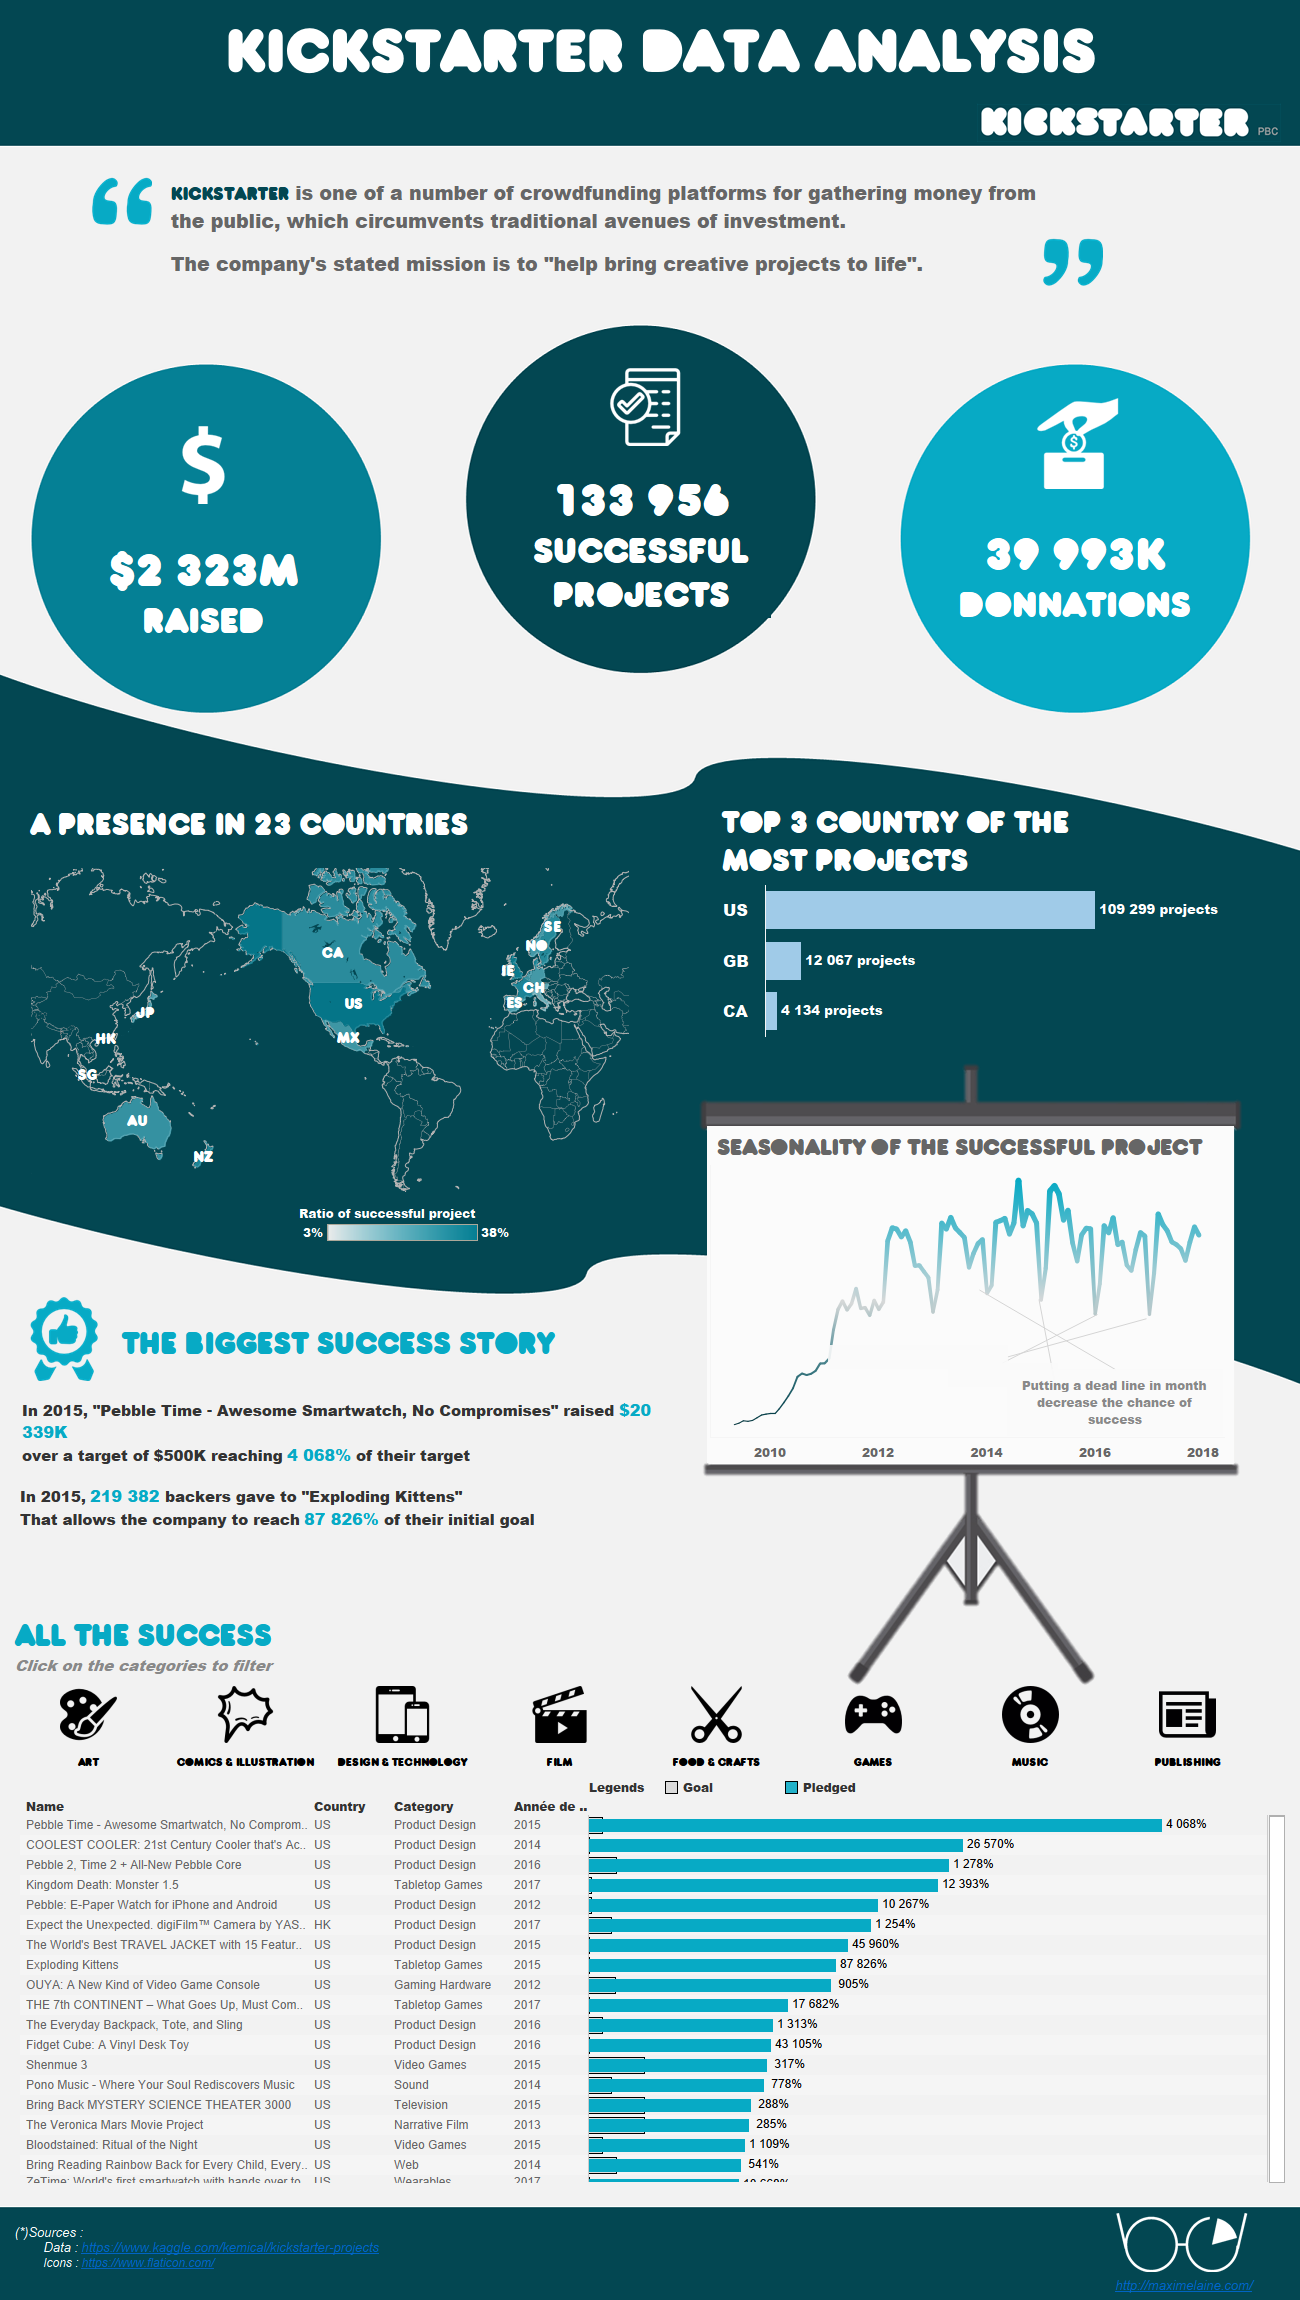 KICKSTARTER DATA ANALYSIS
KICKSTARTER PBC
KICKSTARTER is one of a number of crowdfunding platforms for gathering money from
the public, which circumvents traditional avenues of investment.
The company's stated mission is to "help bring creative projects to life".
$2 323M
RAISED
133 956
SUCCESSFUL
PROJECTS
39 993K
DONNATIONS
A PRESENCE IN 23 COUNTRIES
CA
US
MX
SE
NO
IE
CH
ES
JP
HK
SG
AU
NZ
Ratio of successful project
3% 38%
TOP 3 COUNTRY OF THE
MOST PROJECTS
US 109 299 projects
GB 12 067 projects
CA 4 134 projects
SEASONALITY OF THE SUCCESSFUL PROJECT
Putting a dead line in month
decrease the chance of
success
2010 2012 2014 2016 2018
THE BIGGEST SUCCESS STORY
In 2015, "Pebble Time - Awesome Smartwatch, No Compromises" raised $20
339K
over a target of $500K reaching 4 068% of their target
In 2015, 219 382 backers gave to "Exploding Kittens"
That allows the company to reach 87 826% of their initial goal
ALL THE SUCCESS
Click on the categories to filter
ART COMICS & ILLUSTRATION DESIGN & TECHNOLOGY FILM FOOD & CRAFTS GAMES MUSIC PUBLISHING
Legends Goal Pledged
Name Country Category Année de ..
Pebble Time - Awesome Smartwatch, No Comprom.. US Product Design 2015 4 068%
COOLEST COOLER: 21st Century Cooler that's Ac.. US Product Design 2014 26 570%
Pebble 2, Time 2 + All-New Pebble Core US Product Design 2016 1 278%
Kingdom Death: Monster 1.5 US Tabletop Games 2017 12 393%
Pebble: E-Paper Watch for iPhone and Android US Product Design 2012 10 267%
Expect the Unexpected. digiFilm™ Camera by YAS.. HK Product Design 2017 1 254%
The World's Best TRAVEL JACKET with 15 Featur.. US Product Design 2015 45 960%
Exploding Kittens US Tabletop Games 2015 87 826%
OUYA: A New Kind of Video Game Console US Gaming Hardware 2012 905%
THE 7th CONTINENT – What Goes Up, Must Com.. US Tabletop Games 2017 17 682%
The Everyday Backpack, Tote, and Sling US Product Design 2016 1 313%
Fidget Cube: A Vinyl Desk Toy US Product Design 2016 43 105%
Shenmue 3 US Video Games 2015 317%
Pono Music - Where Your Soul Rediscovers Music US Sound 2014 778%
Bring Back MYSTERY SCIENCE THEATER 3000 US Television 2015 288%
The Veronica Mars Movie Project US Narrative Film 2013 285%
Bloodstained: Ritual of the Night US Video Games 2015 1 109%
Bring Reading Rainbow Back for Every Child, Every.. US Web 2014 541%
ZeTime: World's first smartwatch with hands over to.. US Wearables 2017
(*)Sources :
Data : https://www.kaggle.com/kemical/kickstarter-projects
Icons : https://www.flaticon.com/
http://maximelaine.com/